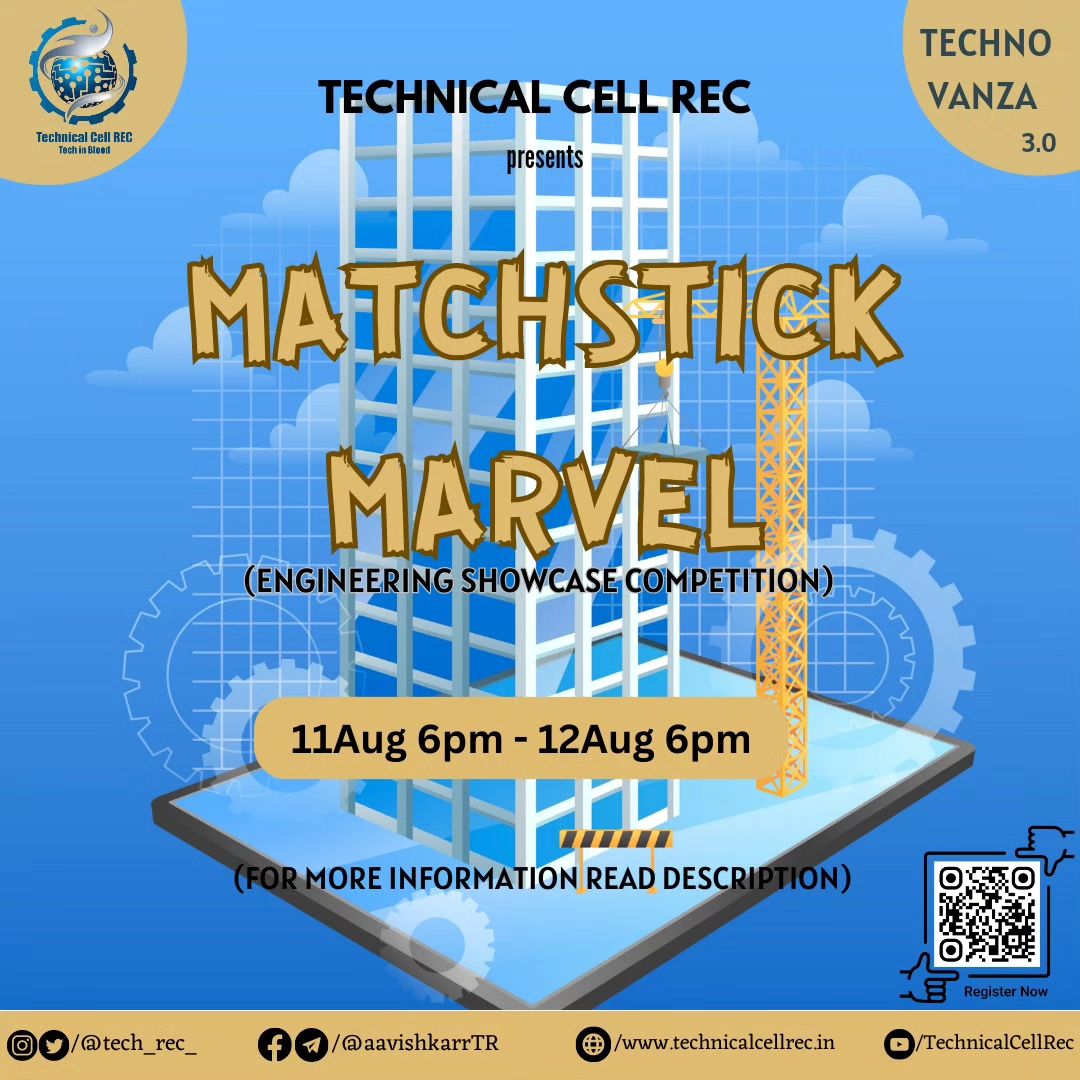 Technical Cell REC
Tech in Blood
TECHNO
VANZA
3.0
TECHNICAL CELL REC
presents
MATCHSTICK
MARVEL
(ENGINEERING SHOWCASE COMPETITION)
11Aug 6pm - 12Aug 6pm
(FOR MORE INFORMATION READ DESCRIPTION)
Register Now
/@tech_rec_
/@aavishkarrTR
/www.technicalcellrec.in
/TechnicalCellRec